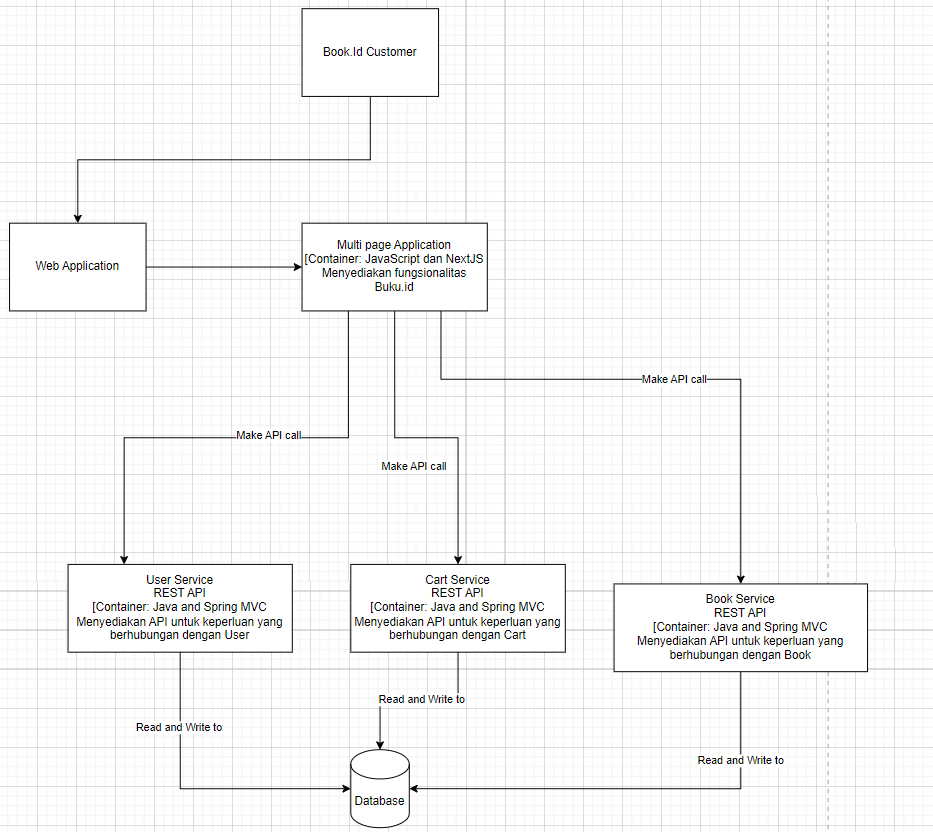 Book.Id Customer
Web Application
Multi page Application
[Container: JavaScript dan NextJS
Menyediakan fungsionalitas
Buku.id
Make API call
Make API call
Make API call
User Service
REST API
[Container: Java and Spring MVC
Menyediakan API untuk keperluan yang
berhubungan dengan User
Cart Service
REST API
[Container: Java and Spring MVC
Menyediakan API untuk keperluan yang
berhubungan dengan Cart
Book Service
REST API
[Container: Java and Spring MVC
Menyediakan API untuk keperluan yang
berhubungan dengan Book
Read and Write to
Read and Write to
Read and Write to
Database